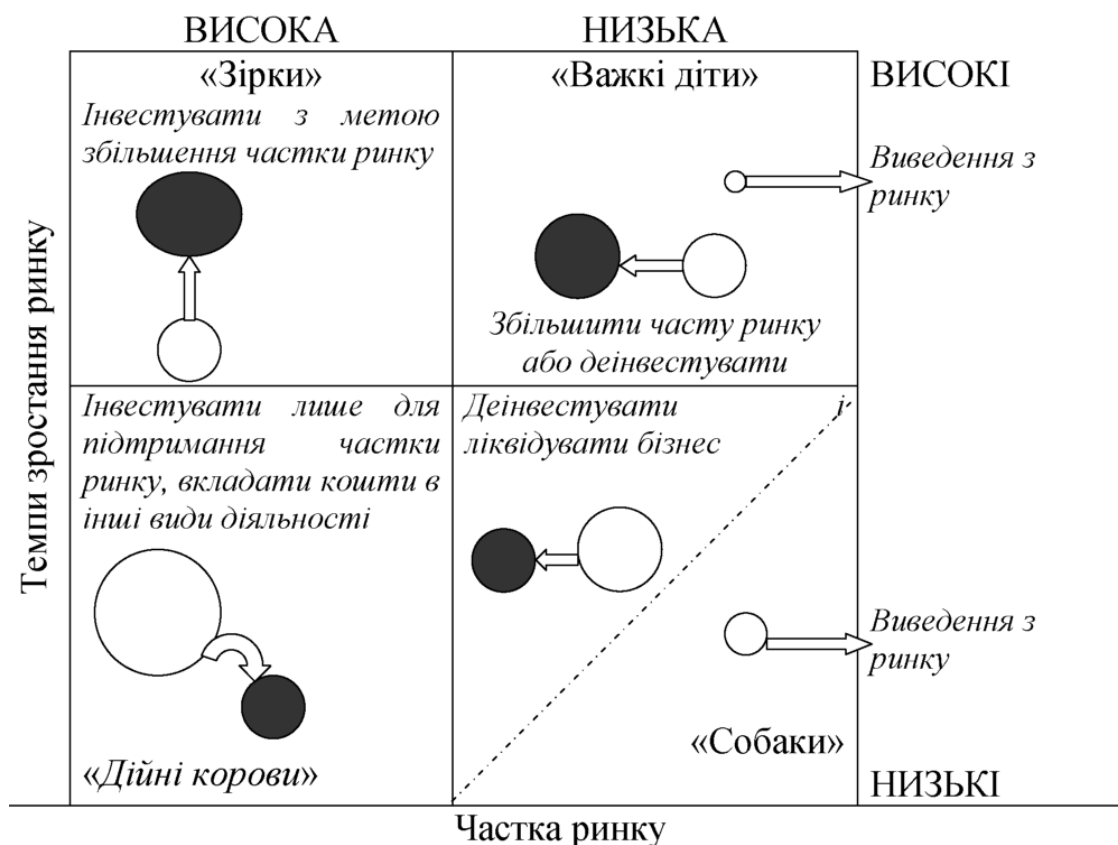 ВИСОКА
НИЗЬКА
«Зірки»
Інвестувати з метою
збільшення частки ринку
«Важкі діти»
Збільшити часту ринку
або деінвестувати
ВИСОКІ
Виведення з
ринку
Темпи зростання ринку
Інвестувати лише для
підтримання частки
ринку, вкладати кошти в
інші види діяльності
«Дійні корови»
Деінвестувати і
ліквідувати бізнес
«Собаки»
Виведення з
ринку
НИЗЬКІ
Частка ринку